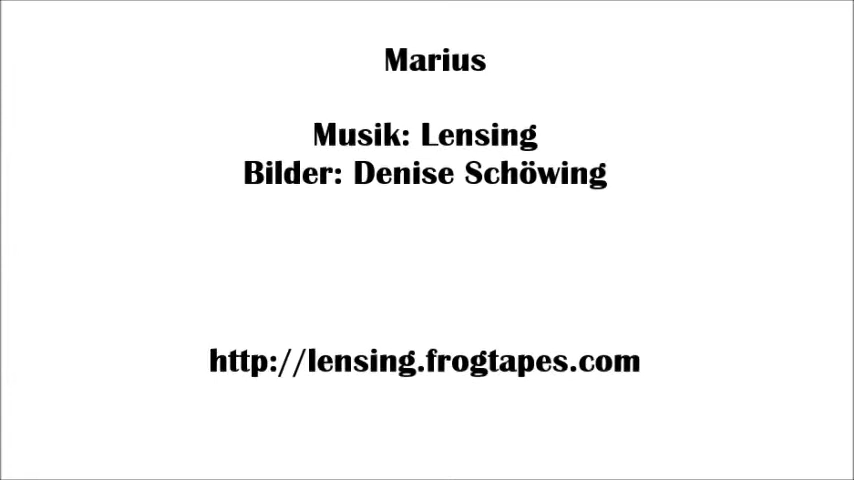 Marius
Musik: Lensing
Bilder: Denise Schöwing
http://lensing.frogtapes.com